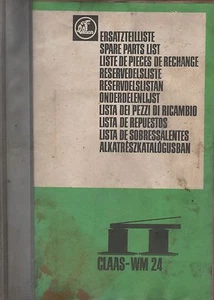 ERSATZTEILLISTE
SPARE PARTS LIST
LISTE DE PIECES DE RECHANGE
RESERVEDELSLISTE
RESERVDELSLISTAN
ONDERDELENLIJST
LISTA DEI PEZZI DI RICAMBIO
LISTA DE REPUESTOS
LISTA DE SOBRESSALENTES
ALKATRÉSZKATALÓGUSBAN
CLAAS-WM 24